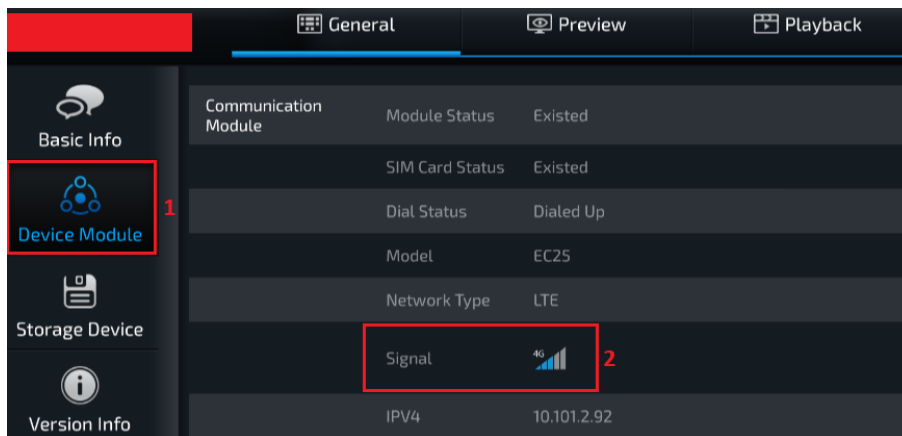 General
Preview
Playback
Basic Info
Device Module
1
Storage Device
Version Info
Communication
Module
Module Status Existed
SIM Card Status Existed
Dial Status Dialed Up
Model EC25
Network Type LTE
Signal 4G 2
IPV4 10.101.2.92